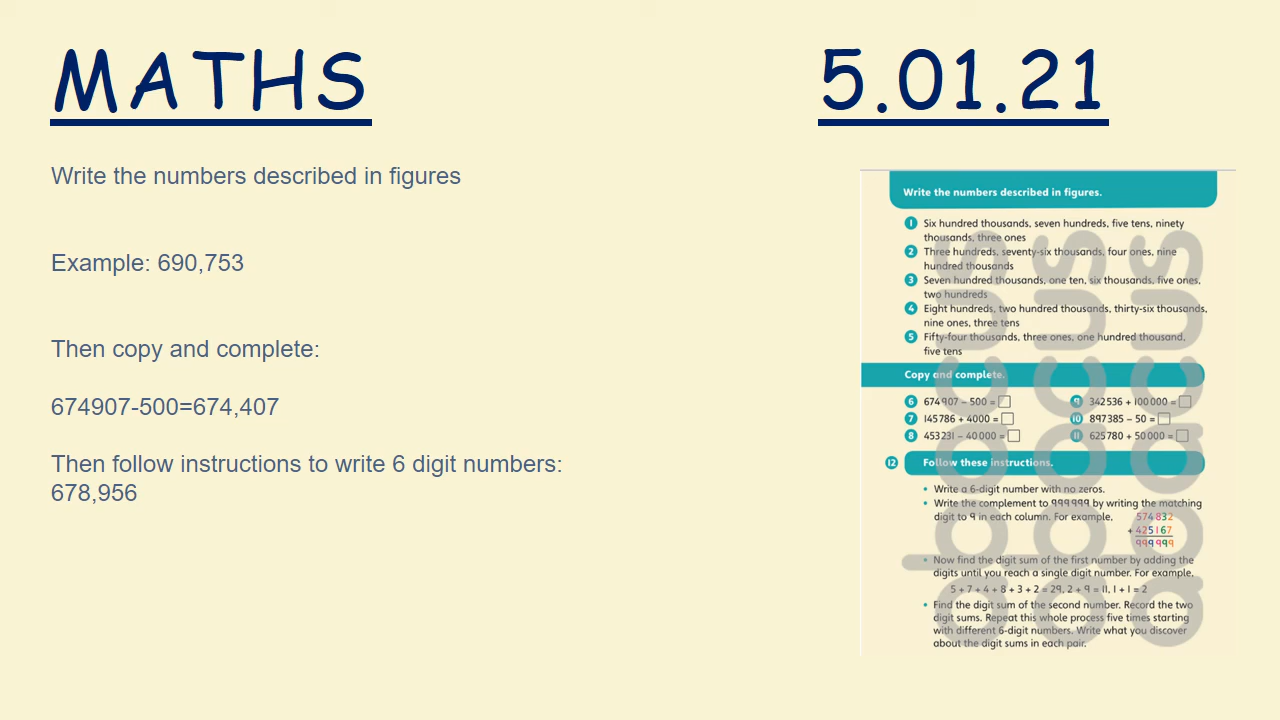 MATHS
5.01.21
Write the numbers described in figures
Example: 690,753
Then copy and complete:
674907-500=674,407
Then follow instructions to write 6 digit numbers:
678,956
Write the numbers described in figures.
1 Six hundred thousands, seven hundreds, five tens, ninety
thousands, three ones
2 Three hundreds, seventy-six thousands, four ones, nine
hundred thousands
3 Seven hundred thousands, one ten, six thousands, five ones,
two hundreds
4 Eight hundreds, two hundred thousands, thirty-six thousands,
nine ones, three tens
5 Fifty-four thousands, three ones, one hundred thousand,
five tens
Copy and complete.
6 674907 – 500 =
7 145786 + 4000 =
8 453231 – 40000 =
9 342536 + 100000 =
10 897385 – 50 =
11 625780 + 50000 =
12 Follow these instructions.
• Write a 6-digit number with no zeros.
• Write the complement to 999999 by writing the matching
digit to 9 in each column. For example,
574832
+ 425167
999999
• Now find the digit sum of the first number by adding the
digits until you reach a single digit number. For example,
5 + 7 + 4 + 8 + 3 + 2 = 29, 2 + 9 = 11, 1 + 1 = 2
• Find the digit sum of the second number. Record the two
digit sums. Repeat this whole process five times starting
with different 6-digit numbers. Write what you discover
about the digit sums in each pair.
abacus